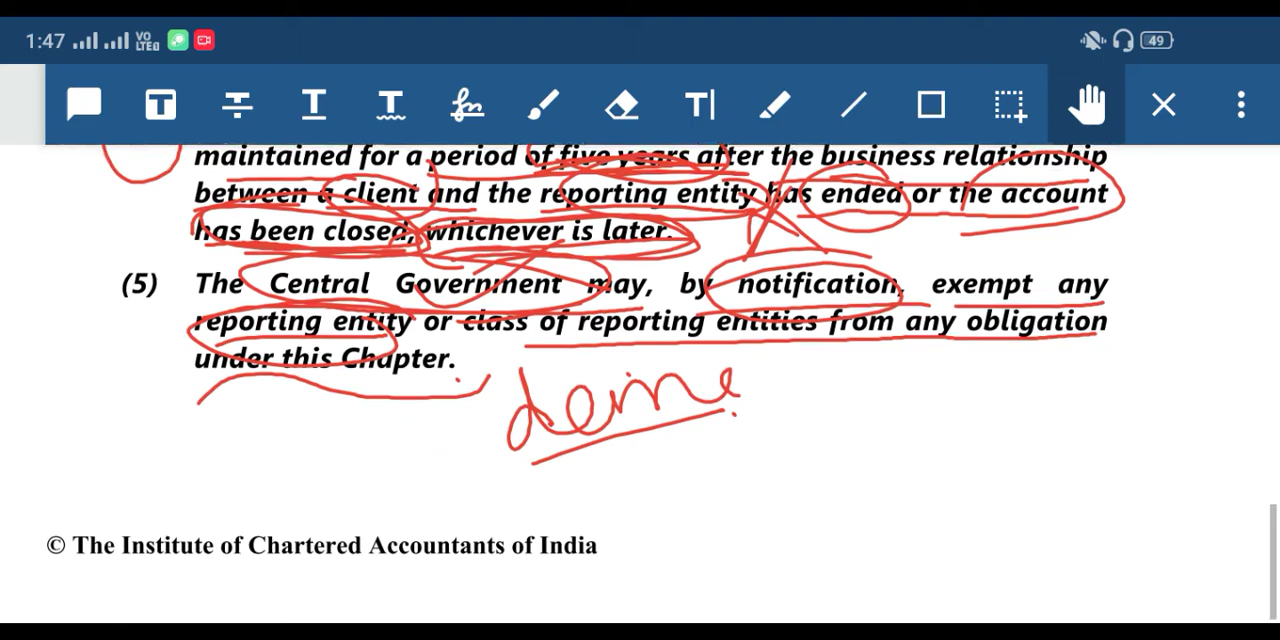 1:47 VO LTE 49
maintained for a period of five years after the business relationship
between a client and the reporting entity has ended or the account
has been closed, whichever is later.
(5) The Central Government may, by notification, exempt any
reporting entity or class of reporting entities from any obligation
under this Chapter.
© The Institute of Chartered Accountants of India